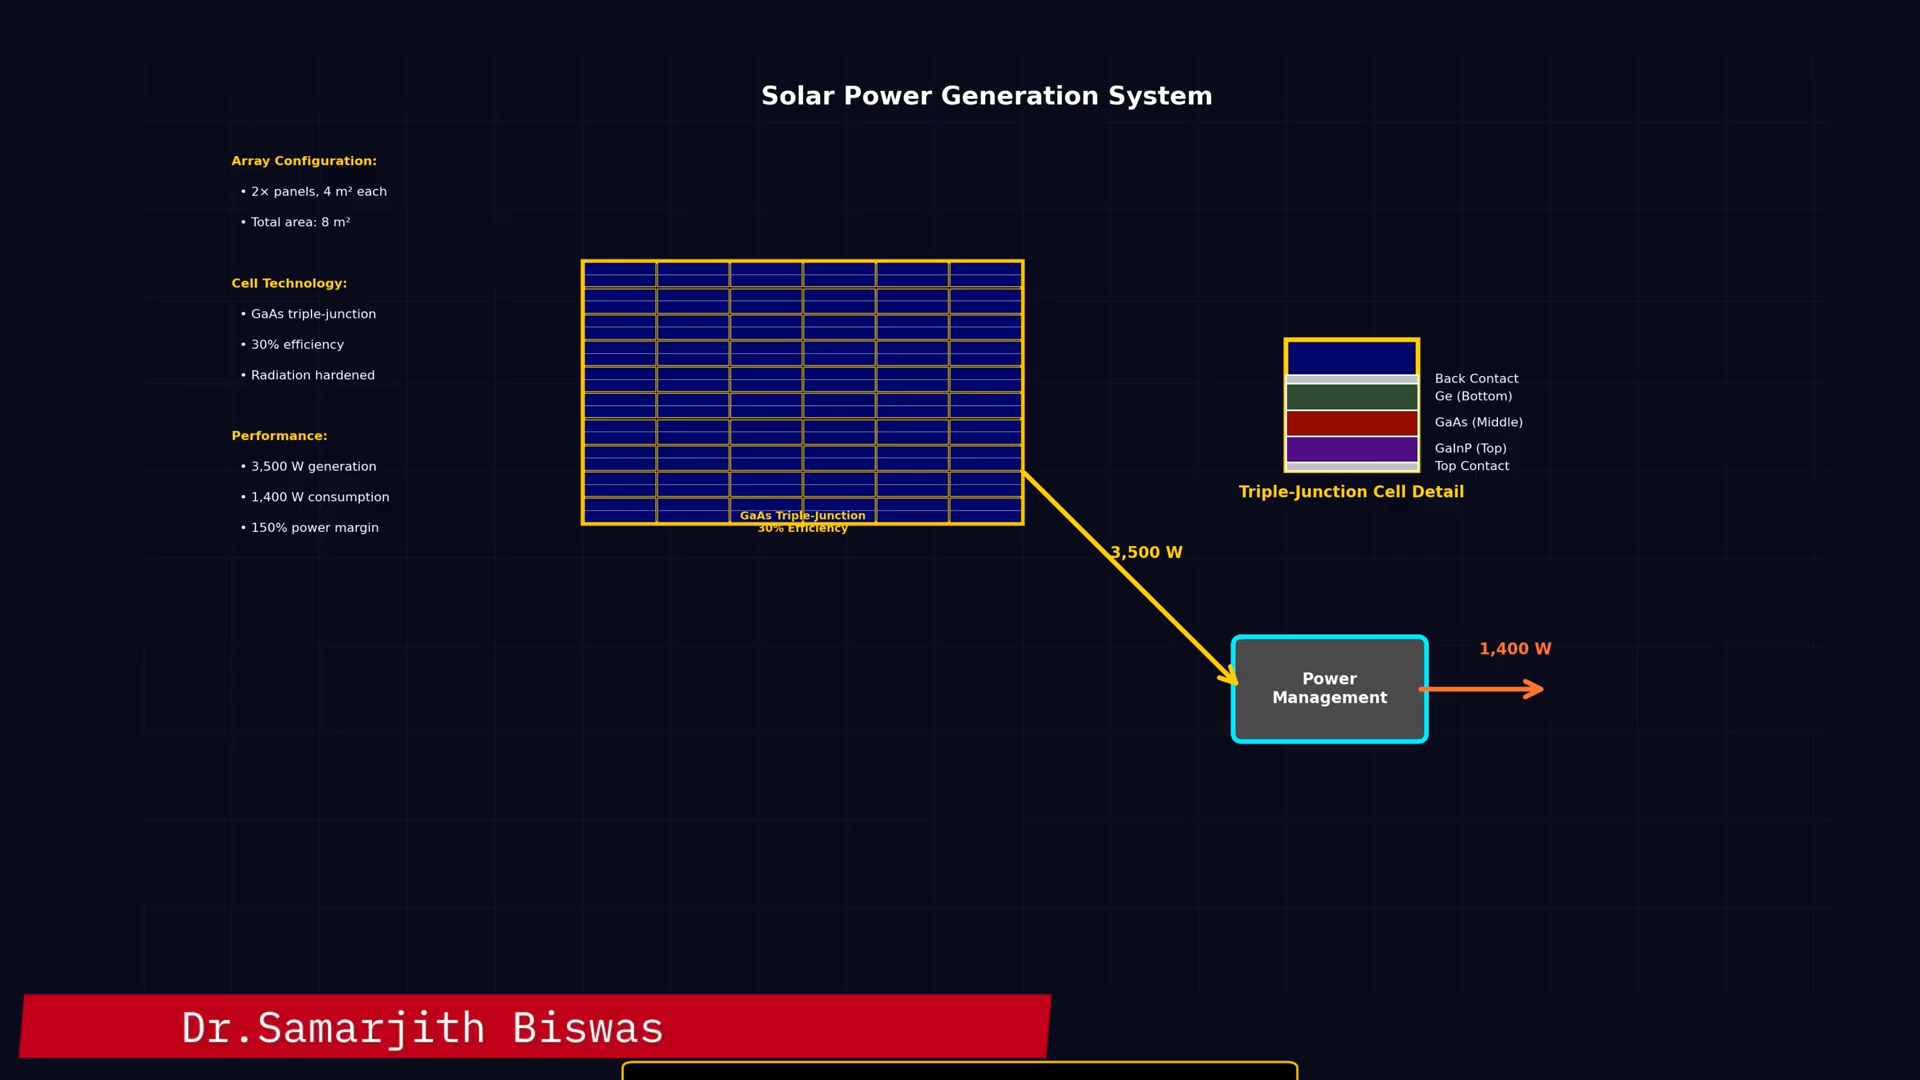 Solar Power Generation System
Array Configuration:
• 2× panels, 4 m² each
• Total area: 8 m²
Cell Technology:
• GaAs triple-junction
• 30% efficiency
• Radiation hardened
Performance:
• 3,500 W generation
• 1,400 W consumption
• 150% power margin
GaAs Triple-Junction
30% Efficiency
Back Contact
Ge (Bottom)
GaAs (Middle)
GaInP (Top)
Top Contact
Triple-Junction Cell Detail
3,500 W
Power
Management
1,400 W
Dr.Samarjith Biswas